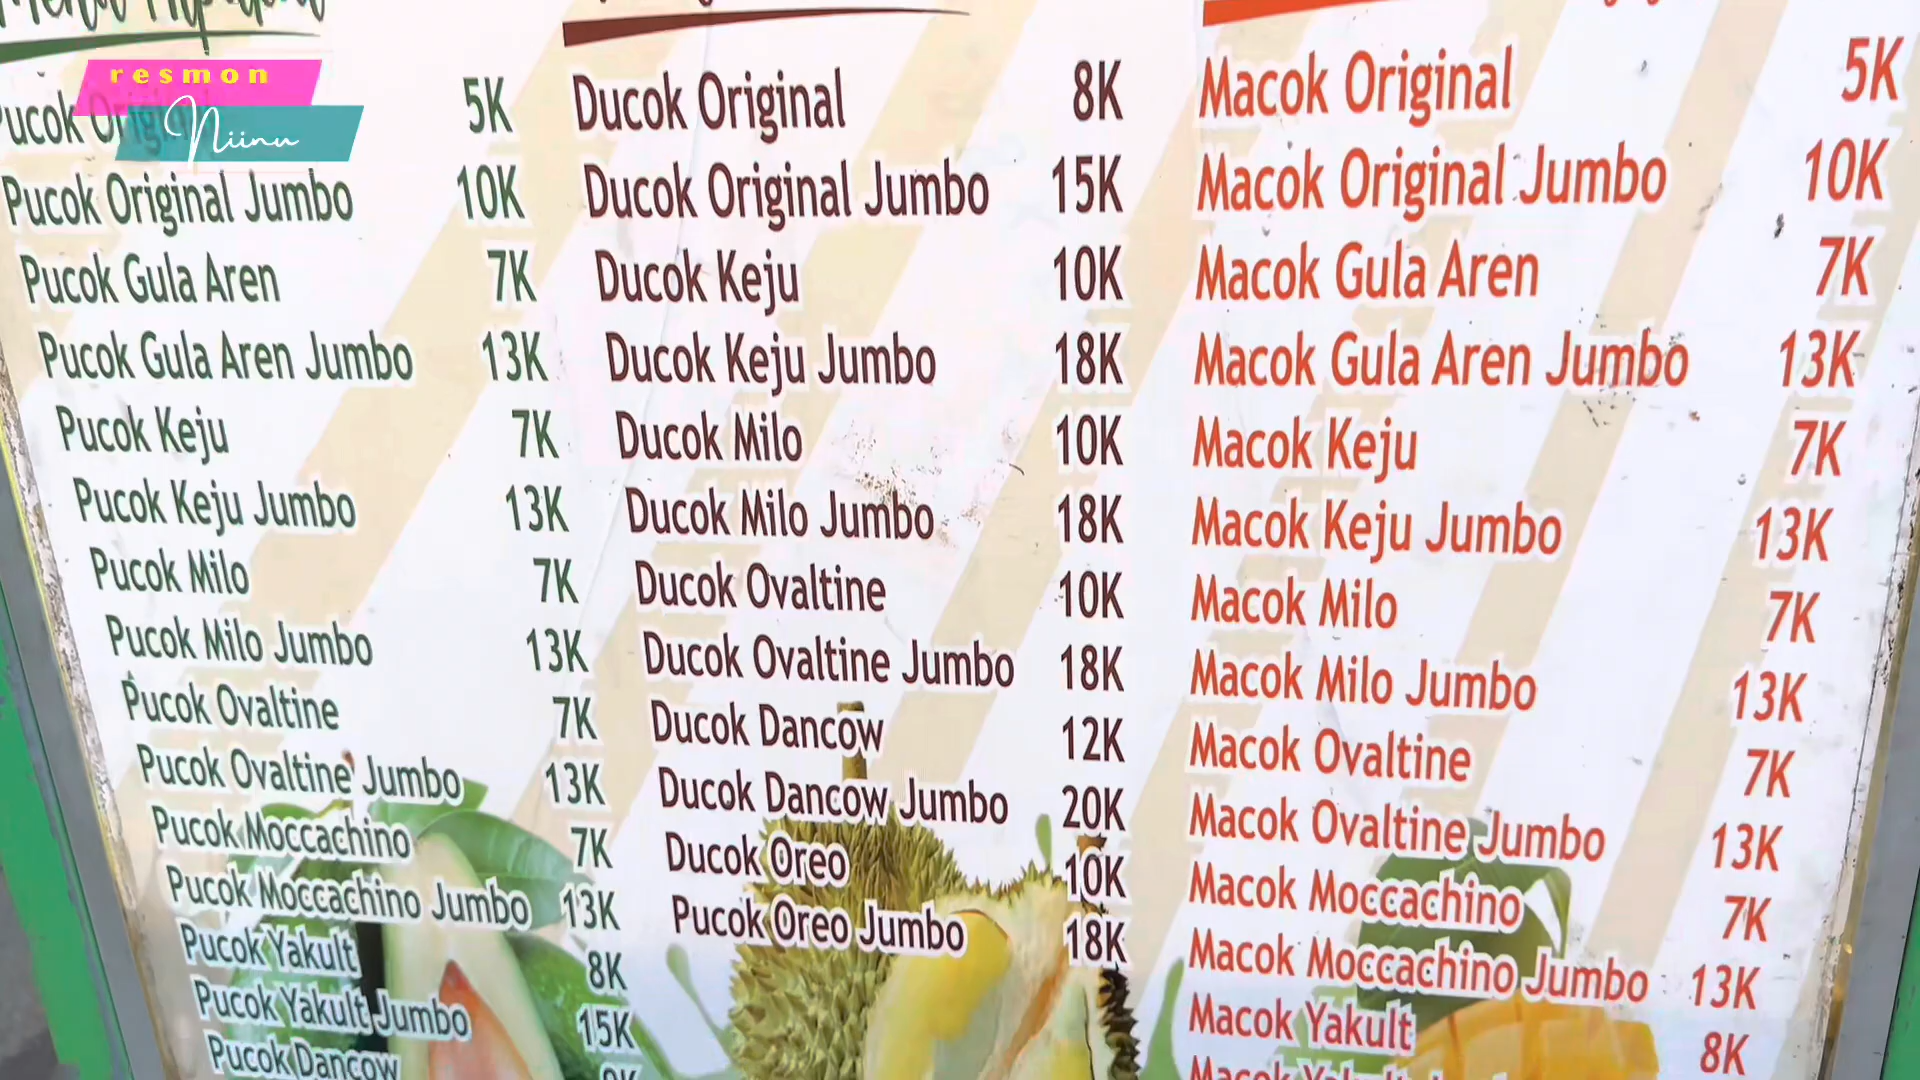 resmon
Niinu
Pucok Original 5K
Pucok Original Jumbo 10K
Pucok Gula Aren 7K
Pucok Gula Aren Jumbo 13K
Pucok Keju 7K
Pucok Keju Jumbo 13K
Pucok Milo 7K
Pucok Milo Jumbo 13K
Pucok Ovaltine 7K
Pucok Ovaltine Jumbo 13K
Pucok Moccachino 7K
Pucok Moccachino Jumbo 13K
Pucok Yakult 8K
Pucok Yakult Jumbo 15K
Pucok Dancow
Ducok Original 8K
Ducok Original Jumbo 15K
Ducok Keju 10K
Ducok Keju Jumbo 18K
Ducok Milo 10K
Ducok Milo Jumbo 18K
Ducok Ovaltine 10K
Ducok Ovaltine Jumbo 18K
Ducok Dancow 12K
Ducok Dancow Jumbo 20K
Ducok Oreo 10K
Pucok Oreo Jumbo 18K
Macok Original 5K
Macok Original Jumbo 10K
Macok Gula Aren 7K
Macok Gula Aren Jumbo 13K
Macok Keju 7K
Macok Keju Jumbo 13K
Macok Milo 7K
Macok Milo Jumbo 13K
Macok Ovaltine 7K
Macok Ovaltine Jumbo 13K
Macok Moccachino 7K
Macok Moccachino Jumbo 13K
Macok Yakult 8K